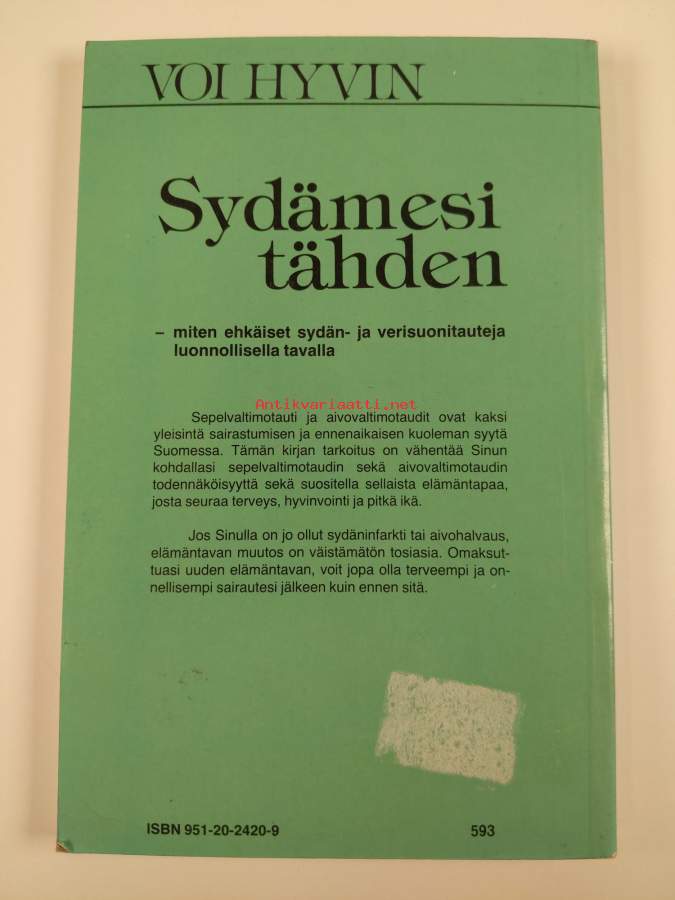 VOI HYVIN
Sydämesi
tähden
– miten ehkäiset sydän- ja verisuonitauteja
luonnollisella tavalla
Antikvariaatti.net
Sepelvaltimotauti ja aivovaltimotaudit ovat kaksi
yleisintä sairastumisen ja ennenaikaisen kuoleman syytä
Suomessa. Tämän kirjan tarkoitus on vähentää Sinun
kohdallasi sepelvaltimotaudin sekä aivovaltimotaudin
todennäköisyyttä sekä suositella sellaista elämäntapaa,
josta seuraa terveys, hyvinvointi ja pitkä ikä.
Jos Sinulla on jo ollut sydäninfarkti tai aivohalvaus,
elämäntavan muutos on väistämätön tosiasia. Omaksut-
tuasi uuden elämäntavan, voit jopa olla terveempi ja on-
nellisempi sairautesi jälkeen kuin ennen sitä.
ISBN 951-20-2420-9 593